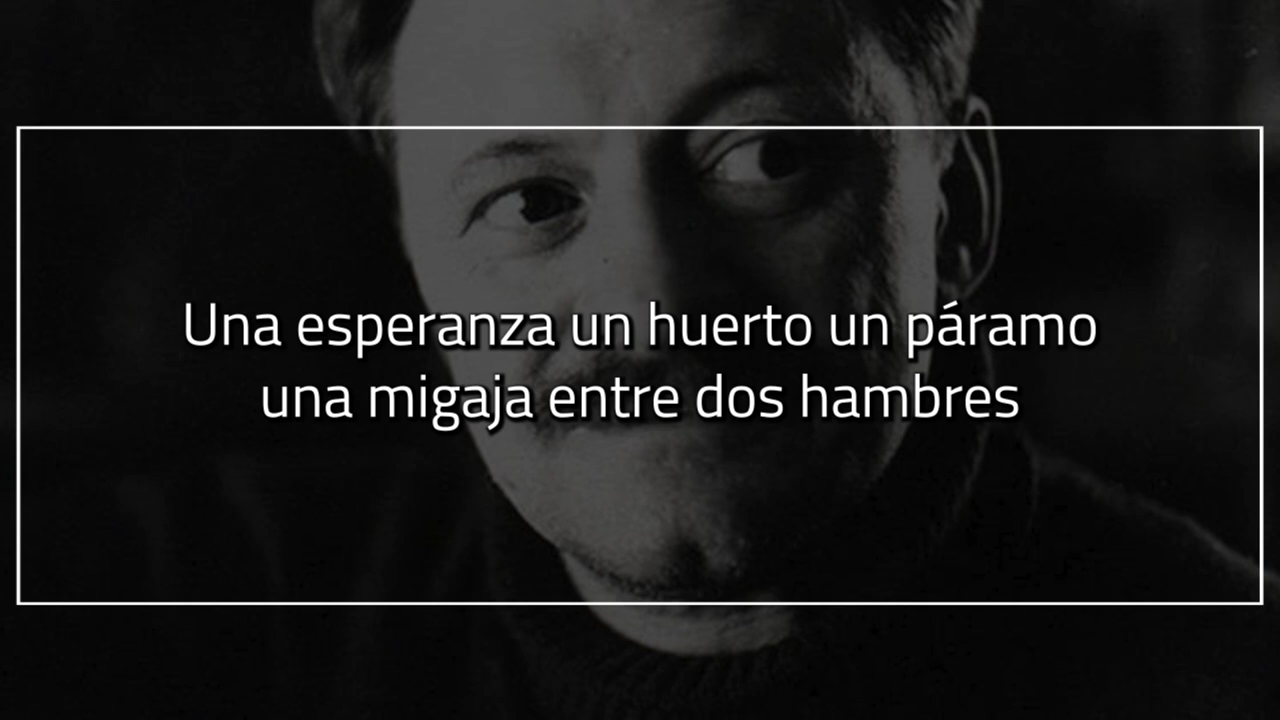 Una esperanza un huerto un páramo
una migaja entre dos hambres